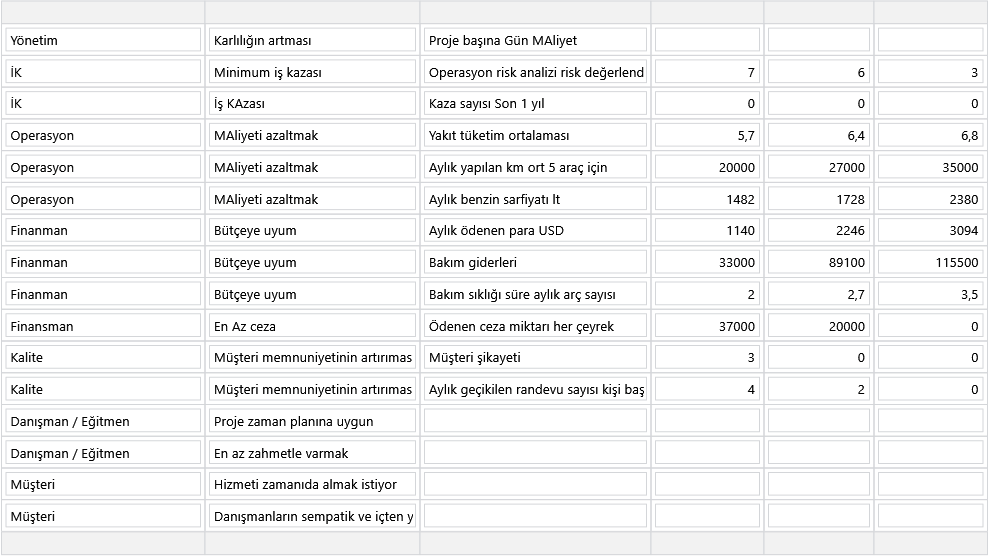 Yönetim Karlılığın artması Proje başına Gün MAliyet
İK Minimum iş kazası Operasyon risk analizi risk değerlend 7 6 3
İK İş KAzası Kaza sayısı Son 1 yıl 0 0 0
Operasyon MAliyeti azaltmak Yakıt tüketim ortalaması 5,7 6,4 6,8
Operasyon MAliyeti azaltmak Aylık yapılan km ort 5 araç için 20000 27000 35000
Operasyon MAliyeti azaltmak Aylık benzin sarfiyatı lt 1482 1728 2380
Finanman Bütçeye uyum Aylık ödenen para USD 1140 2246 3094
Finanman Bütçeye uyum Bakım giderleri 33000 89100 115500
Finanman Bütçeye uyum Bakım sıklığı süre aylık arç sayısı 2 2,7 3,5
Finansman En Az ceza Ödenen ceza miktarı her çeyrek 37000 20000 0
Kalite Müşteri memnuniyetinin artırımas Müşteri şikayeti 3 0 0
Kalite Müşteri memnuniyetinin artırımas Aylık geçikilen randevu sayısı kişi baş 4 2 0
Danışman / Eğitmen Proje zaman planına uygun
Danışman / Eğitmen En az zahmetle varmak
Müşteri Hizmeti zamanıda almak istiyor
Müşteri Danışmanların sempatik ve içten y